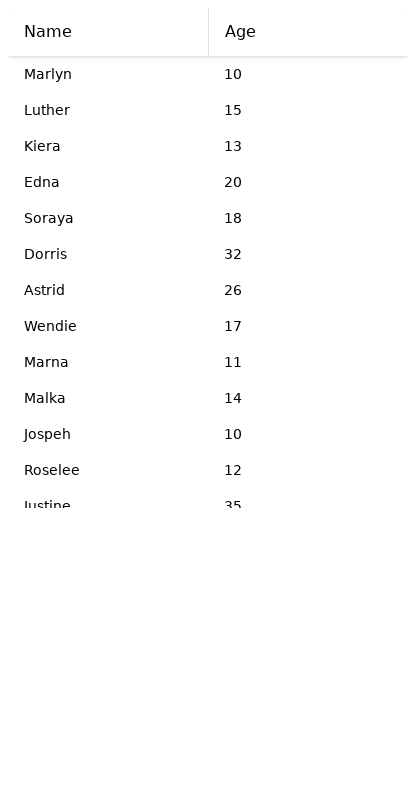 Name Age
Marlyn 10
Luther 15
Kiera 13
Edna 20
Soraya 18
Dorris 32
Astrid 26
Wendie 17
Marna 11
Malka 14
Jospeh 10
Roselee 12
Justine 35